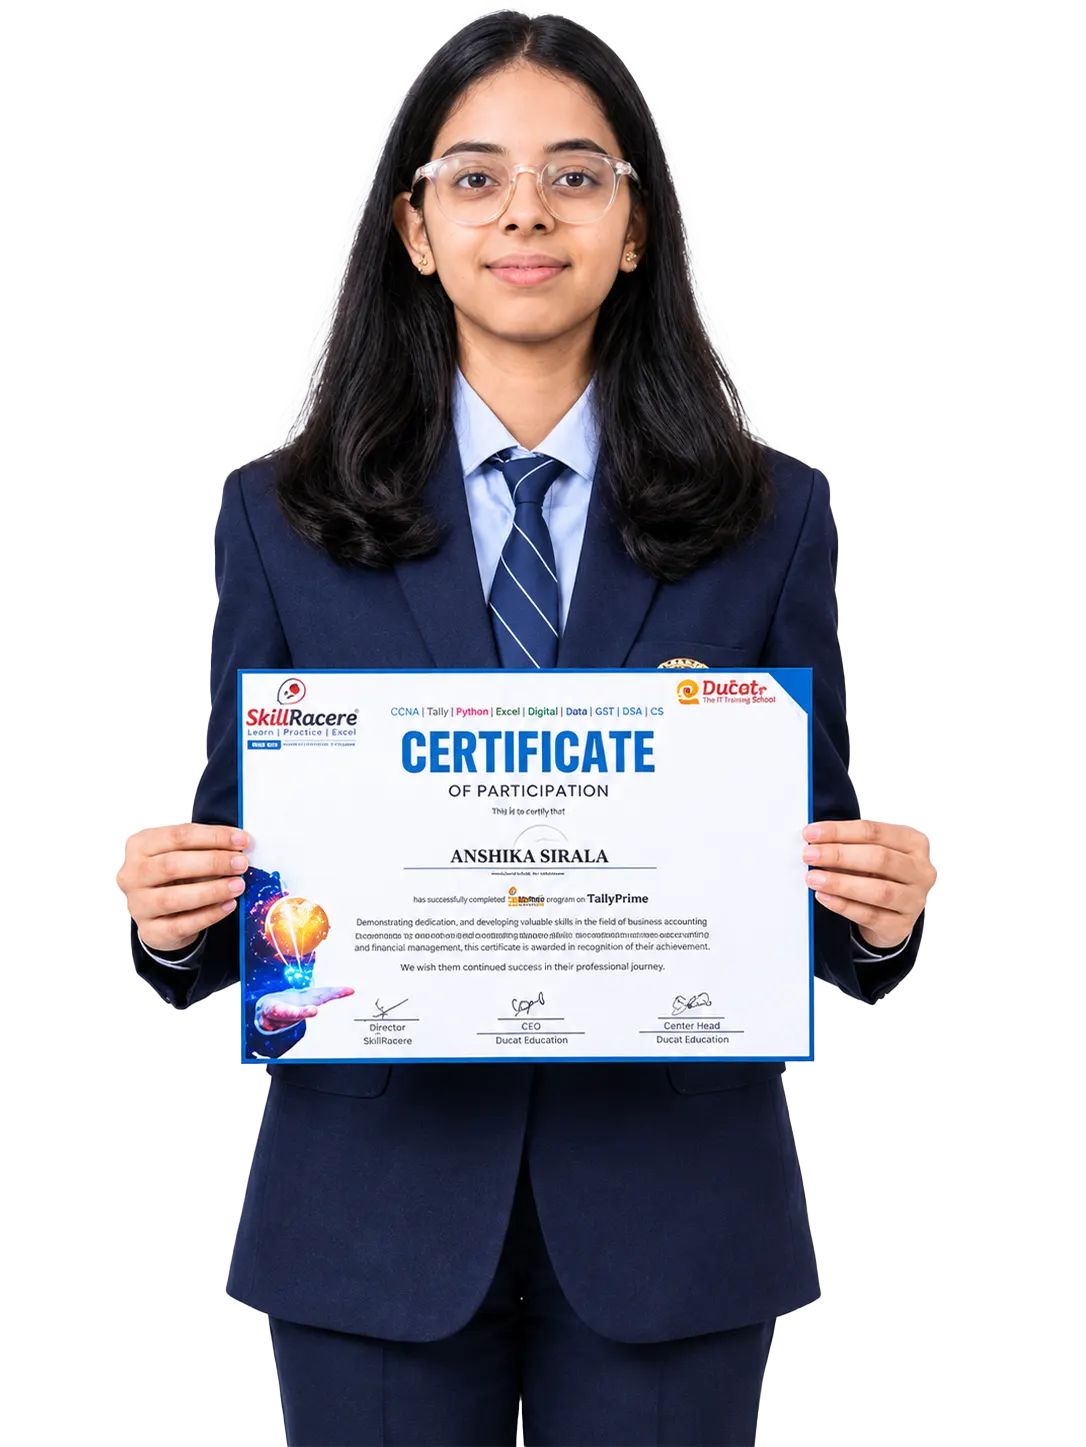 SkillRacere
Learn | Practice | Excel
CCNA | Tally | Python | Excel | Digital | Data | GST | DSA | CS
Ducat
The IT Training School
CERTIFICATE
OF PARTICIPATION
This is to certify that
ANSHIKA SIRALA
has successfully completed program on TallyPrime
Demonstrating dedication, and developing valuable skills in the field of business accounting
and financial management, this certificate is awarded in recognition of their achievement.
We wish them continued success in their professional journey.
Director
SkillRacere
CEO
Ducat Education
Center Head
Ducat Education